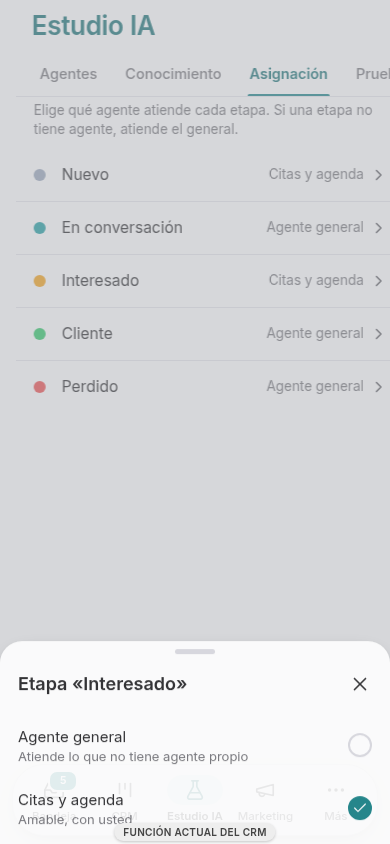 Estudio IA
Agentes Conocimiento Asignación
Elige qué agente atiende cada etapa. Si una etapa no
tiene agente, atiende el general.
Nuevo Citas y agenda
En conversación Agente general
Interesado Citas y agenda
Cliente Agente general
Perdido Agente general
Etapa «Interesado»
Agente general
Atiende lo que no tiene agente propio
5
Citas y agenda
Amable, con usted
Estudio IA Marketing Más
FUNCIÓN ACTUAL DEL CRM